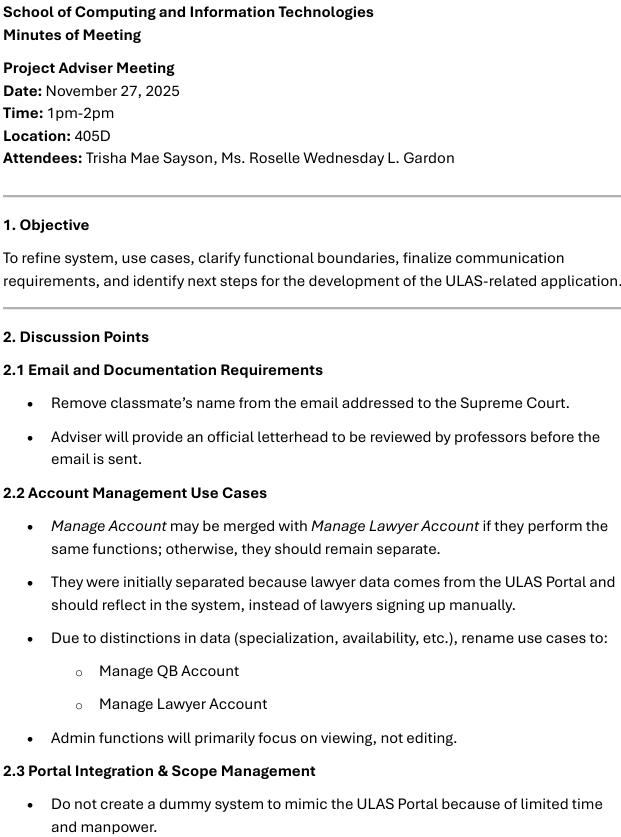 School of Computing and Information Technologies
Minutes of Meeting
Project Adviser Meeting
Date: November 27, 2025
Time: 1pm-2pm
Location: 405D
Attendees: Trisha Mae Sayson, Ms. Roselle Wednesday L. Gardon
1. Objective
To refine system, use cases, clarify functional boundaries, finalize communication
requirements, and identify next steps for the development of the ULAS-related application.
2. Discussion Points
2.1 Email and Documentation Requirements
• Remove classmate’s name from the email addressed to the Supreme Court.
• Adviser will provide an official letterhead to be reviewed by professors before the
email is sent.
2.2 Account Management Use Cases
• Manage Account may be merged with Manage Lawyer Account if they perform the
same functions; otherwise, they should remain separate.
• They were initially separated because lawyer data comes from the ULAS Portal and
should reflect in the system, instead of lawyers signing up manually.
• Due to distinctions in data (specialization, availability, etc.), rename use cases to:
o Manage QB Account
o Manage Lawyer Account
• Admin functions will primarily focus on viewing, not editing.
2.3 Portal Integration & Scope Management
• Do not create a dummy system to mimic the ULAS Portal because of limited time
and manpower.